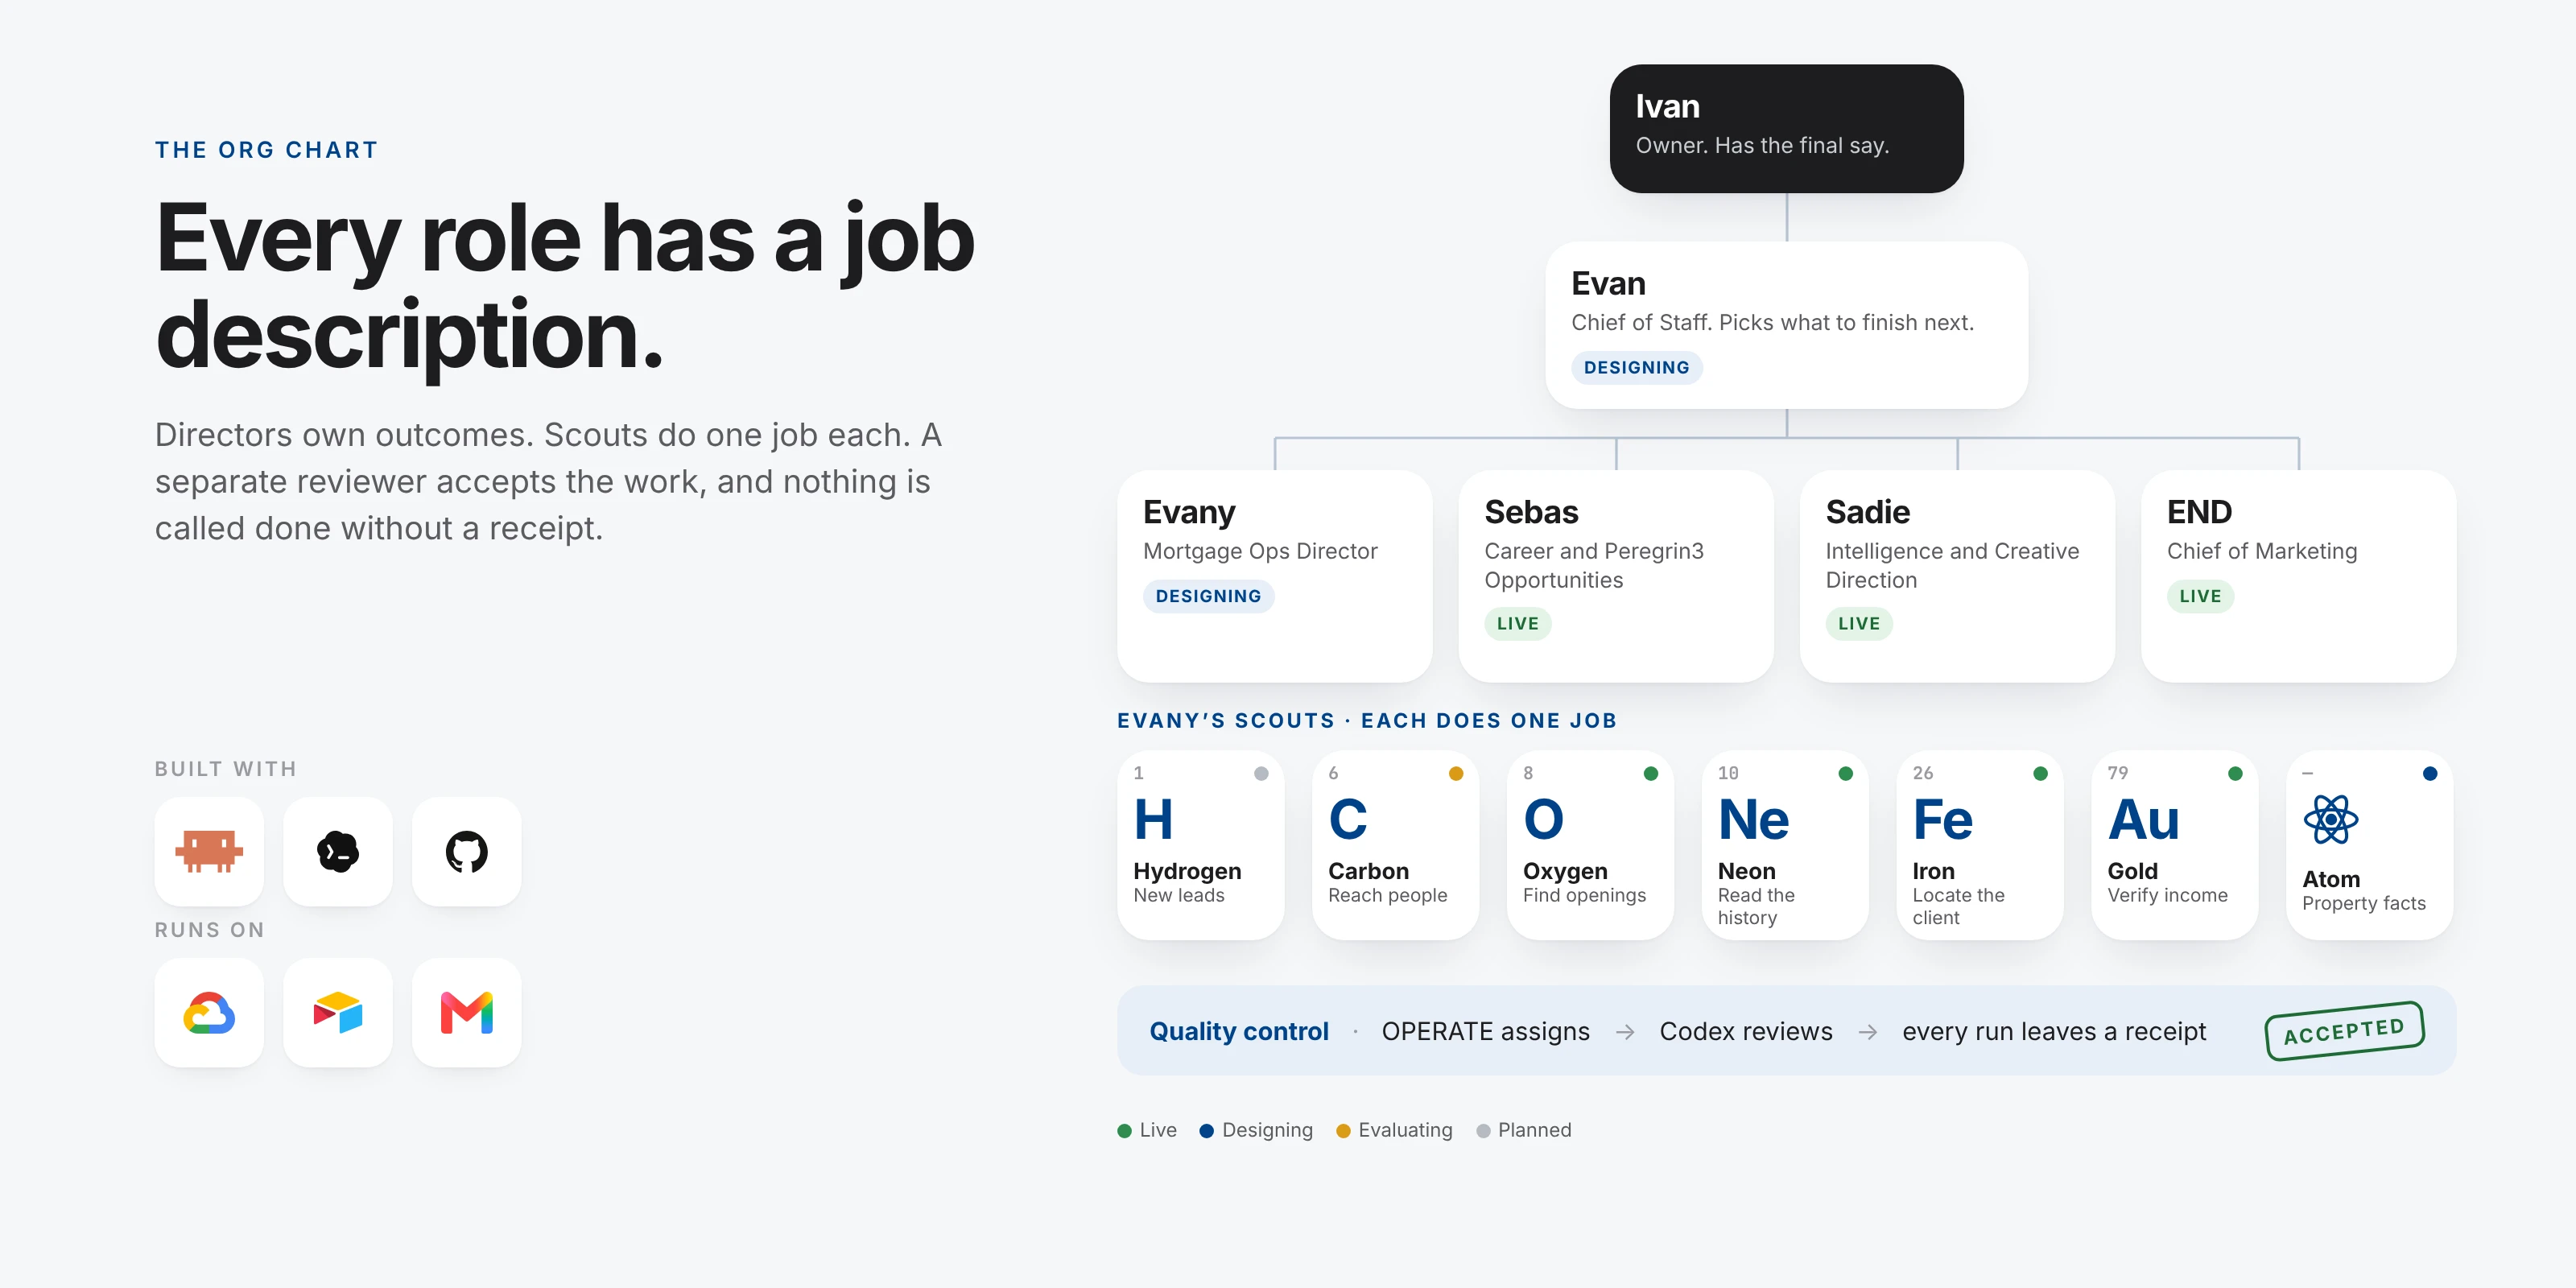 THE ORG CHART
Every role has a job
description.
Directors own outcomes. Scouts do one job each. A
separate reviewer accepts the work, and nothing is
called done without a receipt.
BUILT WITH
RUNS ON
Ivan
Owner. Has the final say.
Evan
Chief of Staff. Picks what to finish next.
DESIGNING
Evany
Mortgage Ops Director
DESIGNING
Sebas
Career and Peregrin3
Opportunities
LIVE
Sadie
Intelligence and Creative
Direction
LIVE
END
Chief of Marketing
LIVE
EVANY’S SCOUTS · EACH DOES ONE JOB
1
H
Hydrogen
New leads
6
C
Carbon
Reach people
8
O
Oxygen
Find openings
10
Ne
Neon
Read the
history
26
Fe
Iron
Locate the
client
79
Au
Gold
Verify income
—
Atom
Property facts
Quality control · OPERATE assigns → Codex reviews → every run leaves a receipt
ACCEPTED
Live Designing Evaluating Planned